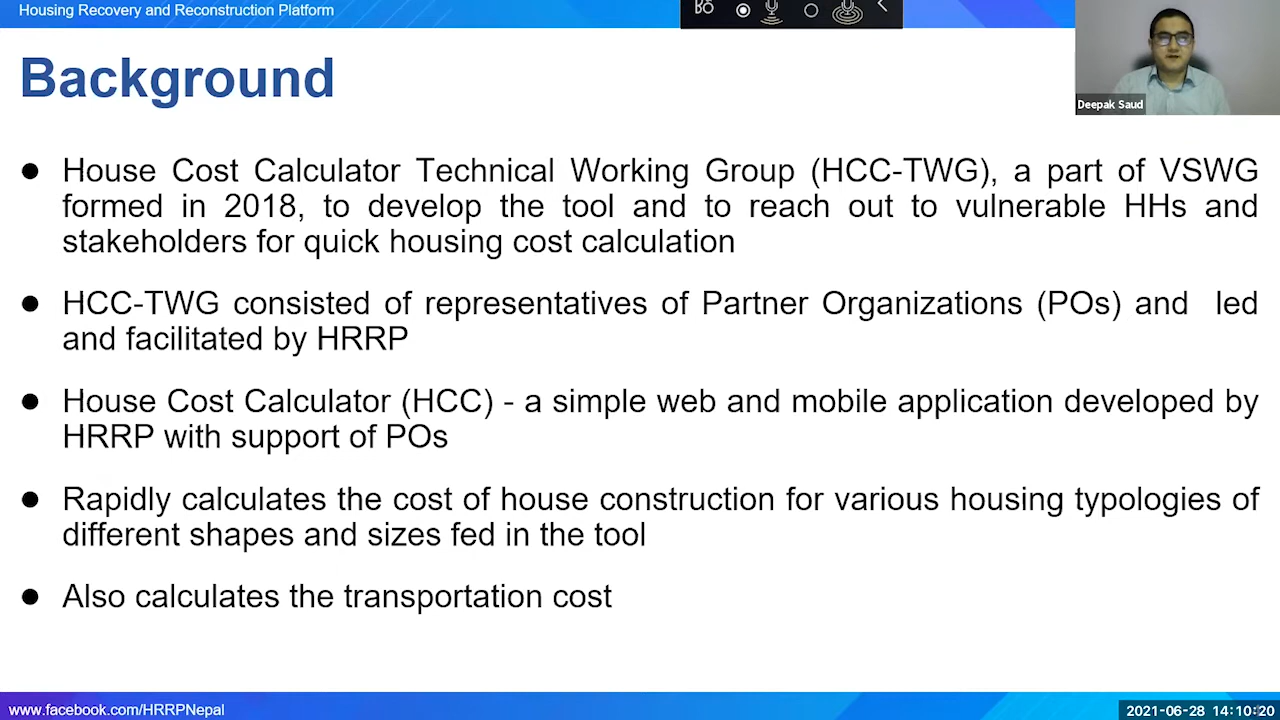 Housing Recovery and Reconstruction Platform
Deepak Saud
Background
● House Cost Calculator Technical Working Group (HCC-TWG), a part of VSWG
formed in 2018, to develop the tool and to reach out to vulnerable HHs and
stakeholders for quick housing cost calculation
● HCC-TWG consisted of representatives of Partner Organizations (POs) and led
and facilitated by HRRP
● House Cost Calculator (HCC) - a simple web and mobile application developed by
HRRP with support of POs
● Rapidly calculates the cost of house construction for various housing typologies of
different shapes and sizes fed in the tool
● Also calculates the transportation cost
www.facebook.com/HRRPNepal
2021-06-28 14:10:20